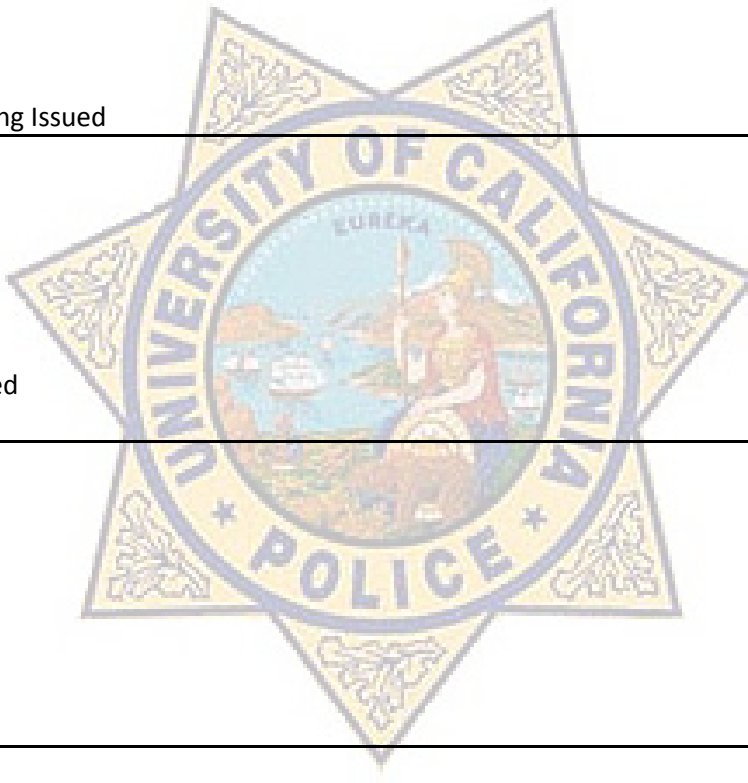 ng Issued
UNIVERSITY OF CALIFORNIA
EUREKA
ed
★ POLICE ★